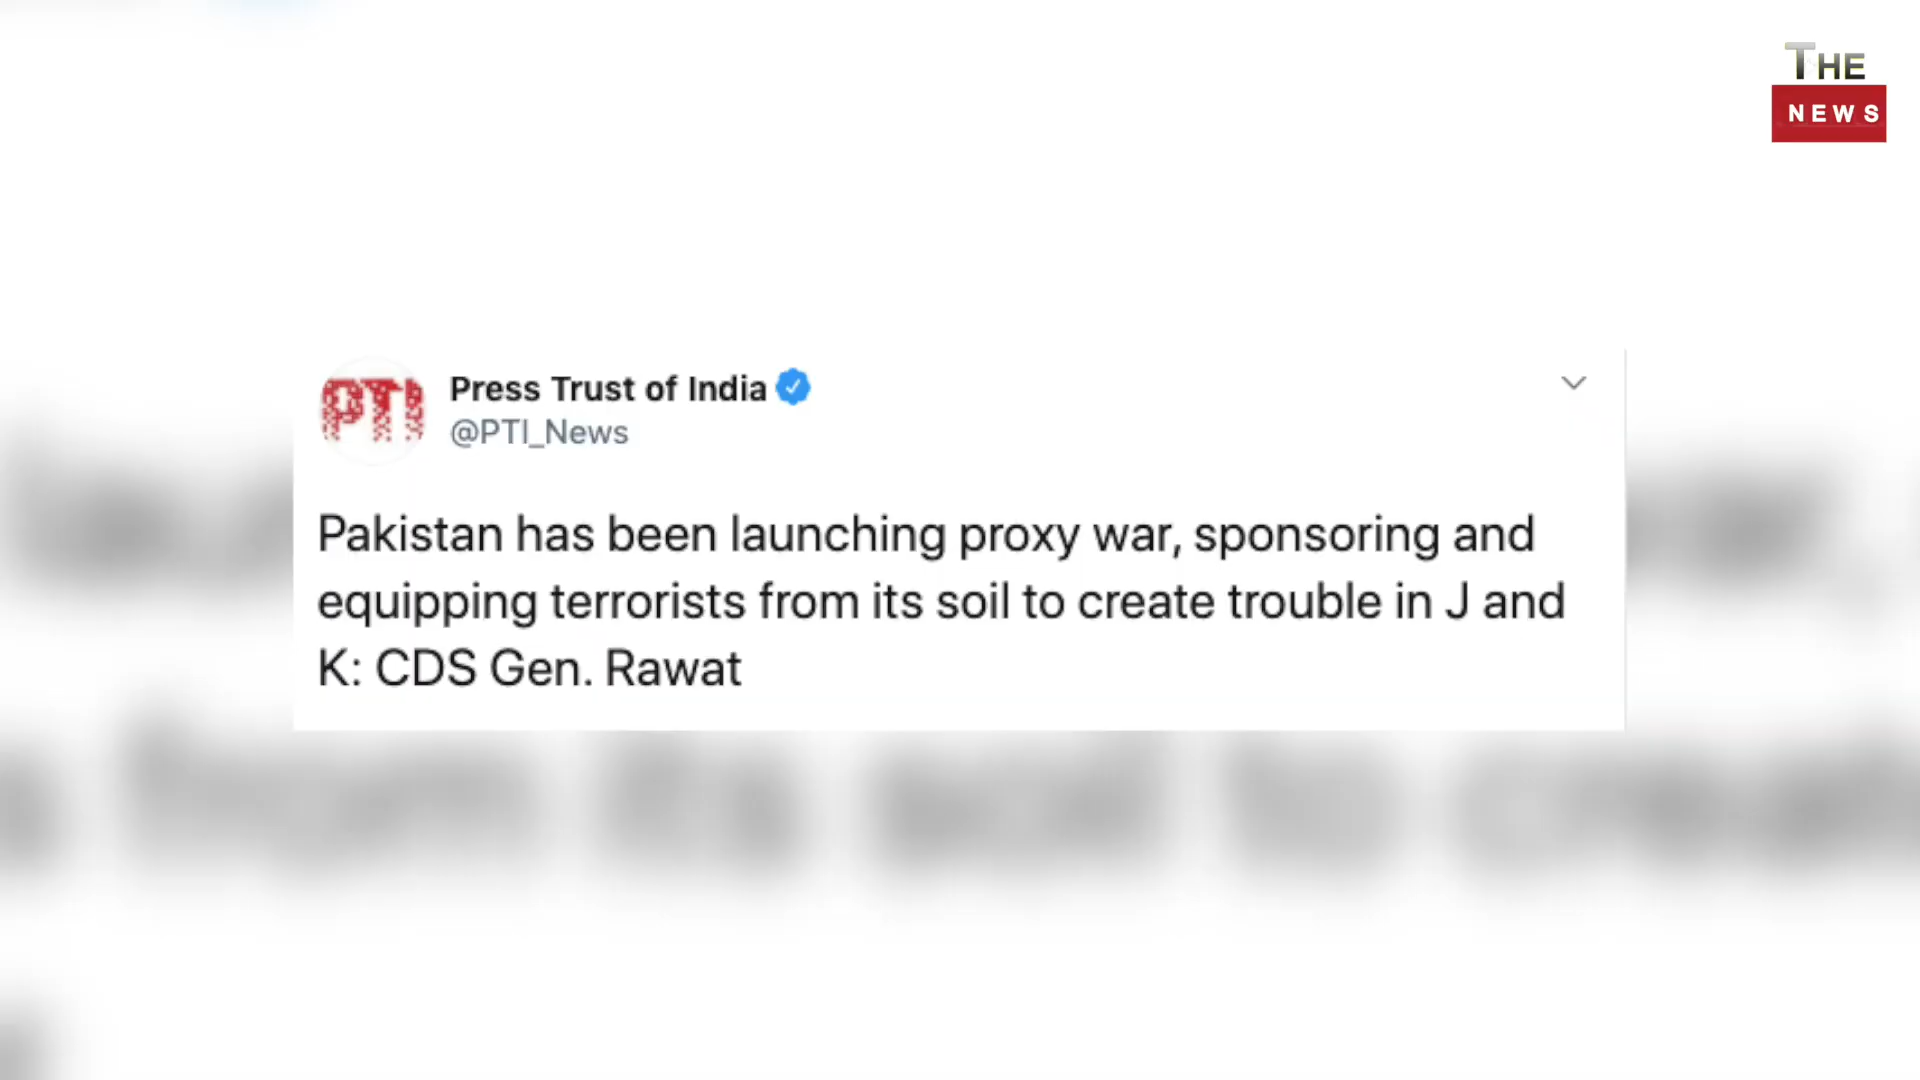 THE
NEWS
Press Trust of India
@PTI_News
Pakistan has been launching proxy war, sponsoring and
equipping terrorists from its soil to create trouble in J and
K: CDS Gen. Rawat